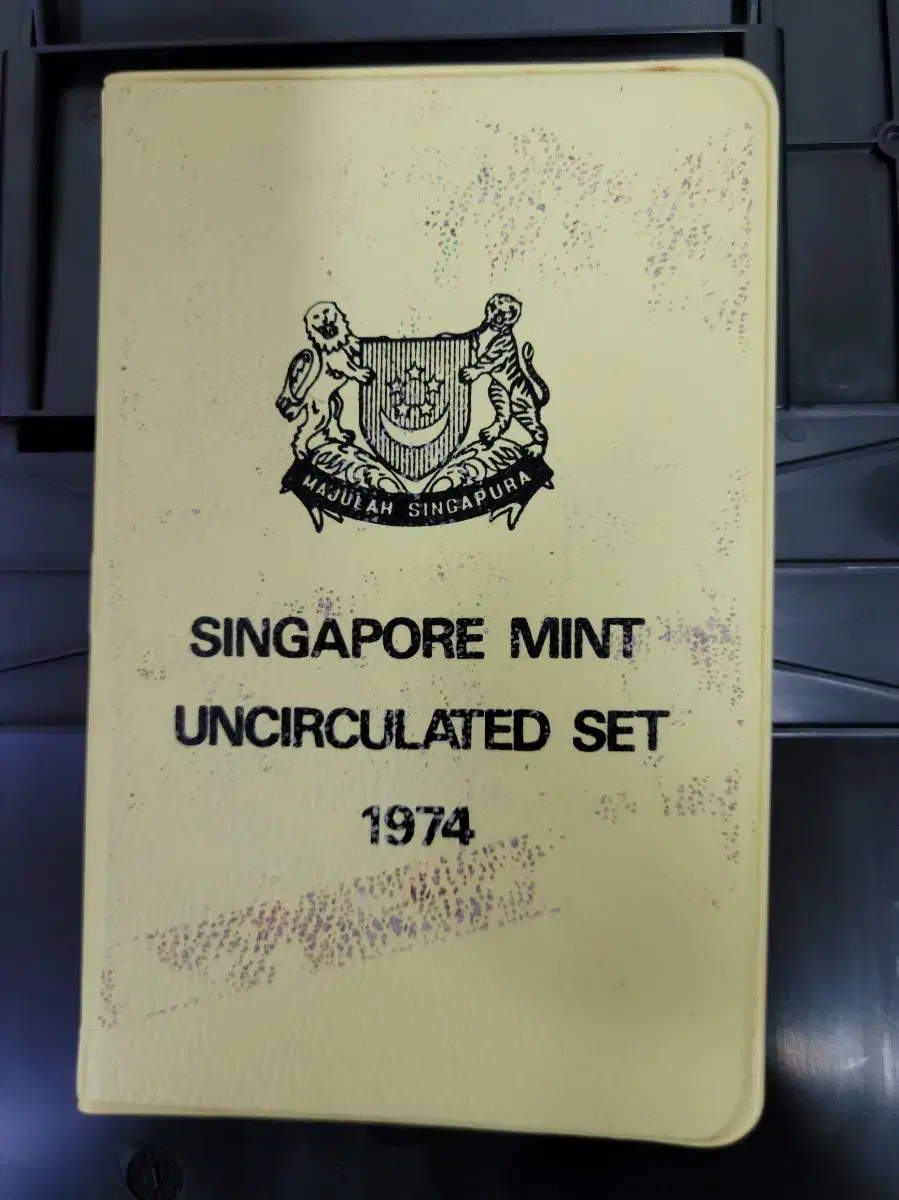 MAJULAH SINGAPURA
SINGAPORE MINT
UNCIRCULATED SET
1974